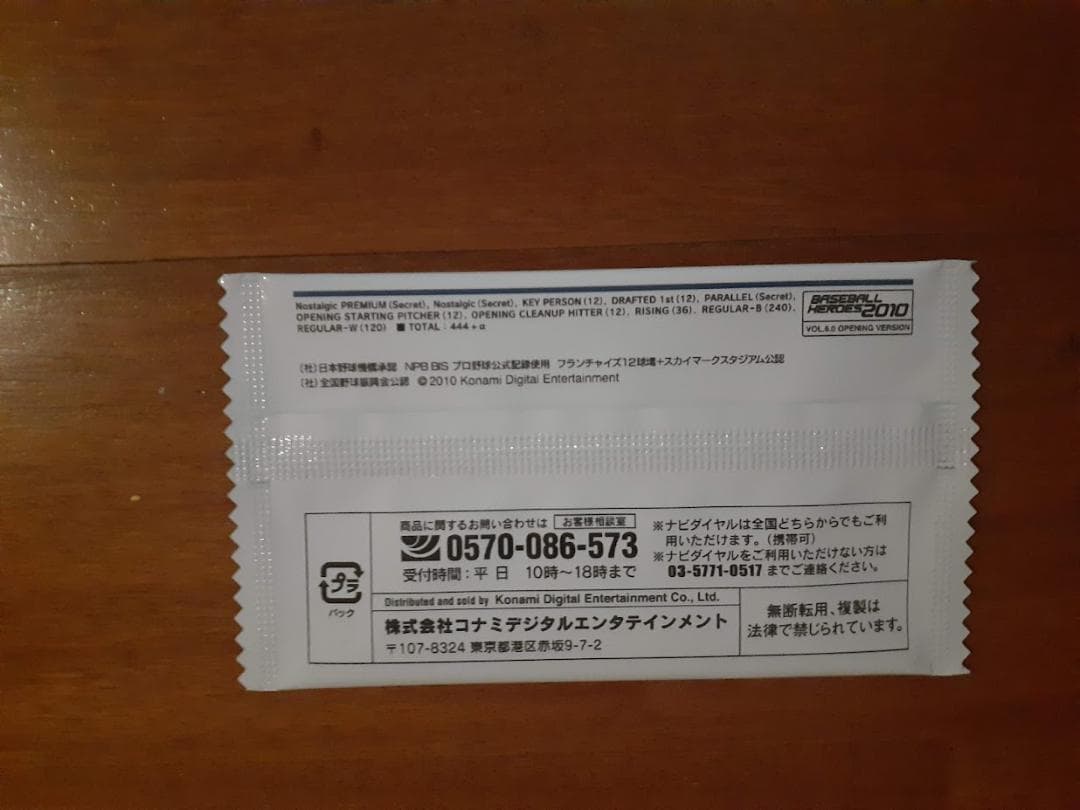 Nostalgic PREMIUM (Secret), Nostalgic (Secret), KEY PERSON (12), DRAFTED 1st (12), PARALLEL (Secret),
OPENING STARTING PITCHER (12), OPENING CLEANUP HITTER (12), RISING (36), REGULAR-B (240),
REGULAR-W (120) ■ TOTAL : 444 + α
BASEBALL
HEROES 2010
VOL.6.0 OPENING VERSION
(社)日本野球機構承認 NPB BIS プロ野球公式記録使用 フランチャイズ12球場+スカイマークスタジアム公認
(社)全国野球振興会公認 ©2010 Konami Digital Entertainment
プラ
パック
商品に関するお問い合わせは お客様相談室
0570-086-573
受付時間:平 日 10時~18時まで
※ナビダイヤルは全国どちらからでもご利
用いただけます。(携帯可)
※ナビダイヤルをご利用いただけない方は
03-5771-0517 までご連絡ください。
Distributed and sold by Konami Digital Entertainment Co., Ltd.
株式会社コナミデジタルエンタテインメント
〒107-8324 東京都港区赤坂9-7-2
無断転用、複製は
法律で禁じられています。